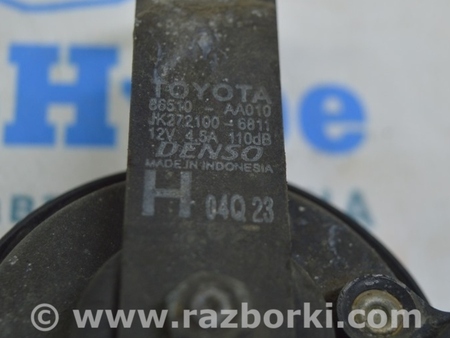 TOYOTA
86510 - AA010
JK272100-6811
12V 4.5A 110dB
DENSO
MADE IN INDONESIA
H 04Q 23
© www.razborki.com